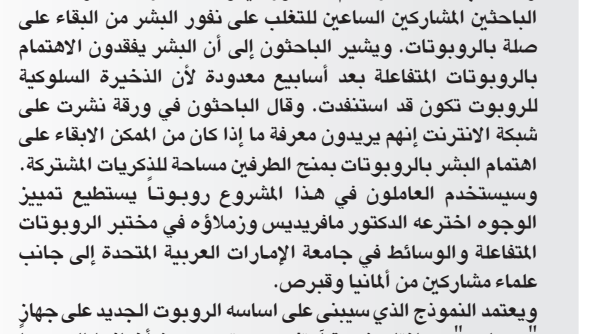 الباحثين المشاركين الساعين للتغلب على نفور البشر من البقاء على
صلة بالروبوتات. ويشير الباحثون إلى أن البشر يفقدون الاهتمام
بالروبوتات المتفاعلة بعد أسابيع معدودة لأن الذخيرة السلوكية
للروبوت تكون قد استنفدت. وقال الباحثون في ورقة نشرت على
شبكة الانترنت إنهم يريدون معرفة ما إذا كان من الممكن الابقاء على
اهتمام البشر بالروبوتات بمنح الطرفين مساحة للذكريات المشتركة.
وسيستخدم العاملون في هذا المشروع روبوتاً يستطيع تمييز
الوجوه اخترعه الدكتور مافريديس وزملاؤه في مختبر الروبوتات
المتفاعلة والوسائط في جامعة الإمارات العربية المتحدة إلى جانب
علماء مشاركين من ألمانيا وقبرص.
ويعتمد النموذج الذي سيبنى على اساسه الروبوت الجديد على جهازٍ